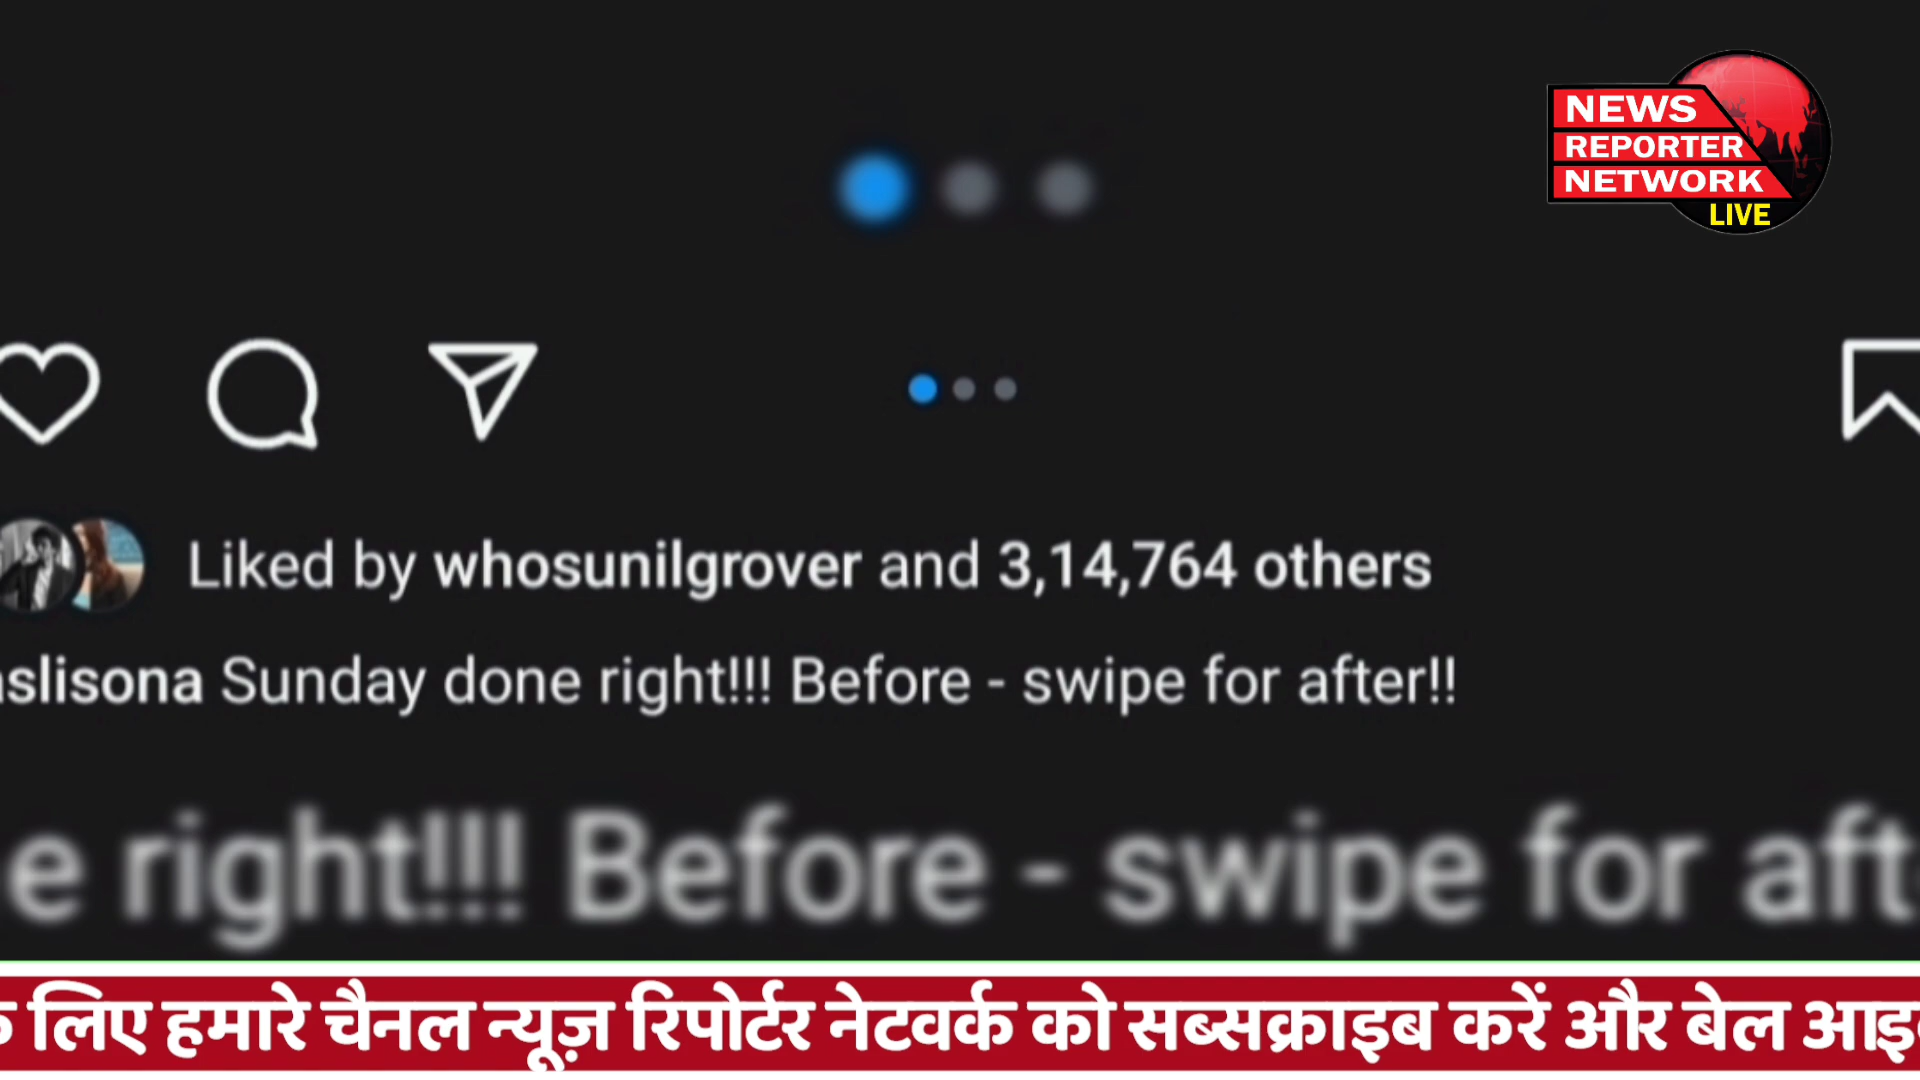 NEWS
REPORTER
NETWORK
LIVE
Liked by whosunilgrover and 3,14,764 others
aslisona Sunday done right!!! Before - swipe for after!!
e right!!! Before - swipe for aft
लिए हमारे चैनल न्यूज़ रिपोर्टर नेटवर्क को सब्सक्राइब करें और बेल आइ